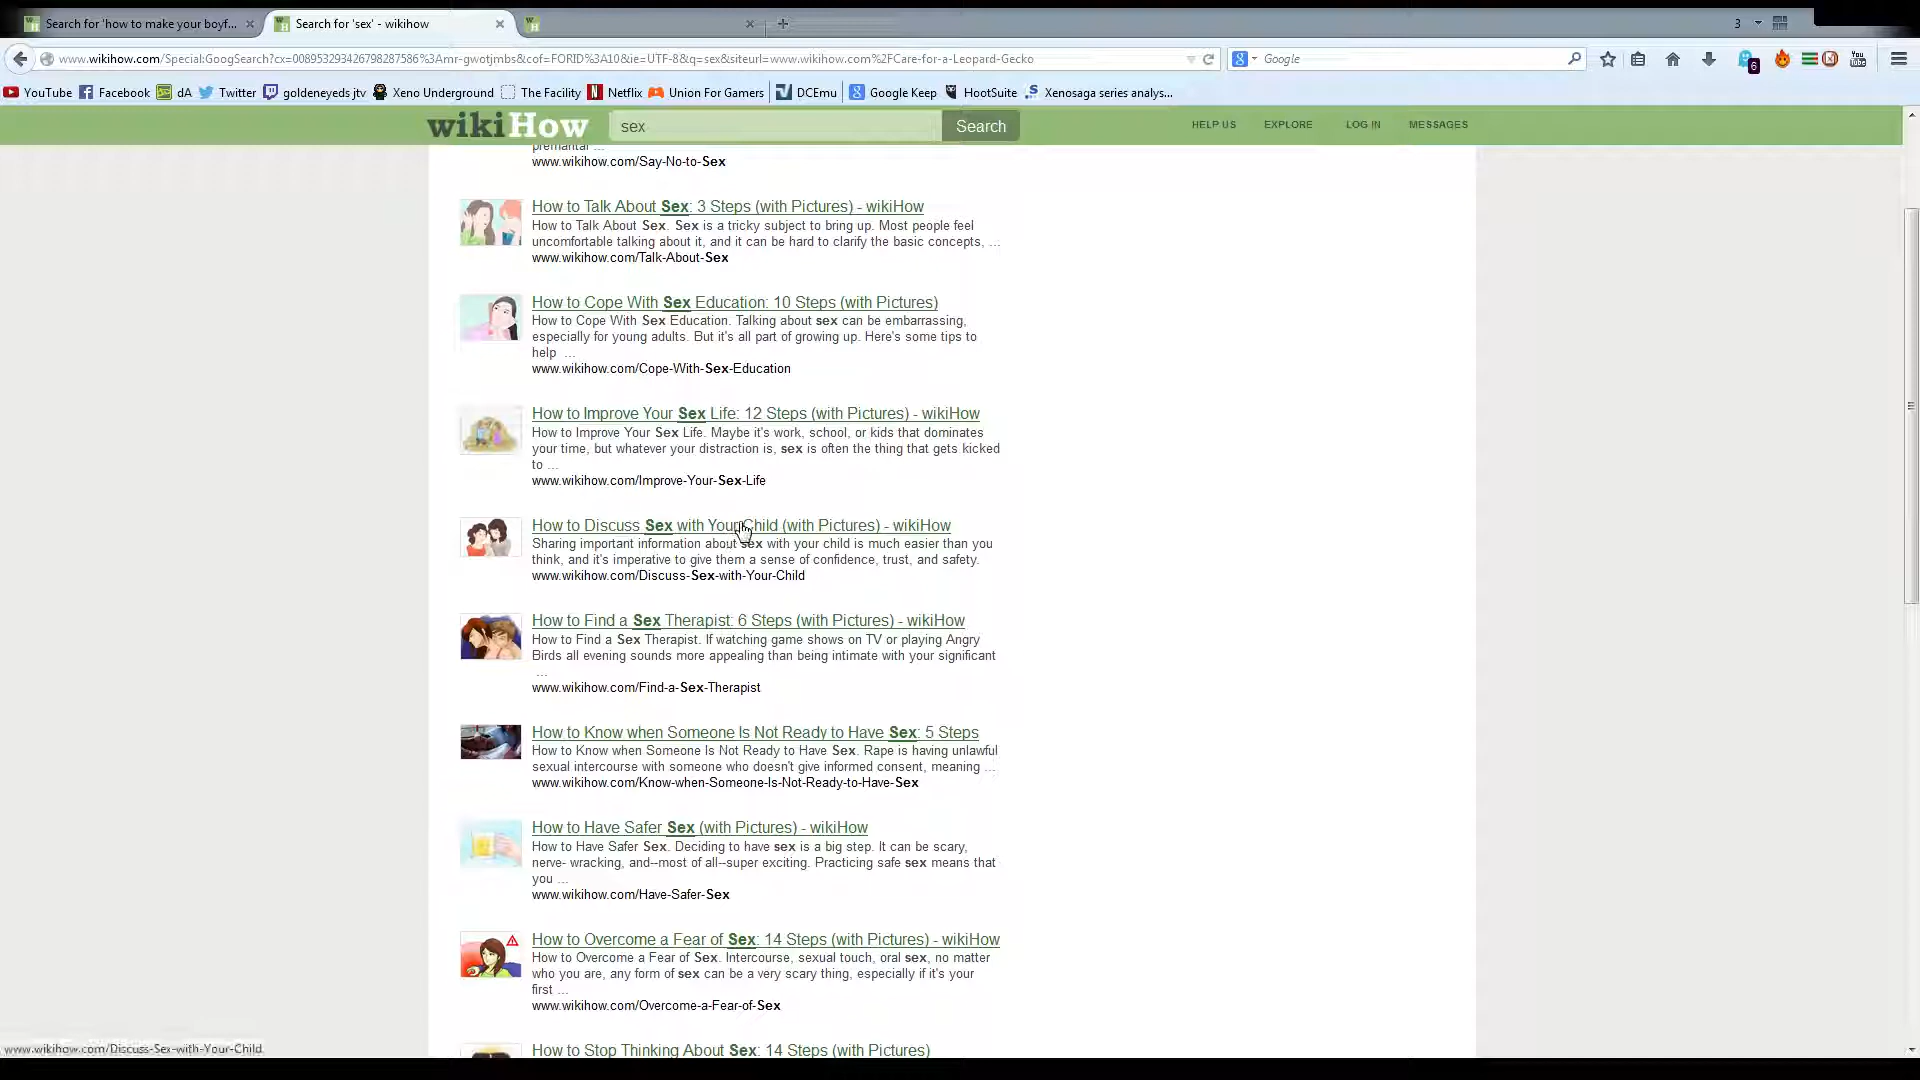 Search for 'how to make your boyf...
Search for 'sex' - wikihow
3
www.wikihow.com/Special:GoogSearch?cx=008953293426798287586%3Amr-gwotjmbs&cof=FORID%3A10&ie=UTF-8&q=sex&siteurl=www.wikihow.com%2FCare-for-a-Leopard-Gecko
Google
6
YouTube Facebook dA Twitter goldeneyeds jtv Xeno Underground The Facility Netflix Union For Gamers DCEmu Google Keep HootSuite Xenosaga series analys...
wikiHow sex Search HELP US EXPLORE LOG IN MESSAGES
premarital ...
www.wikihow.com/Say-No-to-Sex
How to Talk About Sex: 3 Steps (with Pictures) - wikiHow
How to Talk About Sex. Sex is a tricky subject to bring up. Most people feel
uncomfortable talking about it, and it can be hard to clarify the basic concepts, ...
www.wikihow.com/Talk-About-Sex
How to Cope With Sex Education: 10 Steps (with Pictures)
How to Cope With Sex Education. Talking about sex can be embarrassing,
especially for young adults. But it's all part of growing up. Here's some tips to
help ...
www.wikihow.com/Cope-With-Sex-Education
How to Improve Your Sex Life: 12 Steps (with Pictures) - wikiHow
How to Improve Your Sex Life. Maybe it's work, school, or kids that dominates
your time, but whatever your distraction is, sex is often the thing that gets kicked
to ...
www.wikihow.com/Improve-Your-Sex-Life
How to Discuss Sex with Your Child (with Pictures) - wikiHow
Sharing important information about sex with your child is much easier than you
think, and it's imperative to give them a sense of confidence, trust, and safety.
www.wikihow.com/Discuss-Sex-with-Your-Child
How to Find a Sex Therapist: 6 Steps (with Pictures) - wikiHow
How to Find a Sex Therapist. If watching game shows on TV or playing Angry
Birds all evening sounds more appealing than being intimate with your significant
...
www.wikihow.com/Find-a-Sex-Therapist
How to Know when Someone Is Not Ready to Have Sex: 5 Steps
How to Know when Someone Is Not Ready to Have Sex. Rape is having unlawful
sexual intercourse with someone who doesn't give informed consent, meaning ...
www.wikihow.com/Know-when-Someone-Is-Not-Ready-to-Have-Sex
How to Have Safer Sex (with Pictures) - wikiHow
How to Have Safer Sex. Deciding to have sex is a big step. It can be scary,
nerve- wracking, and--most of all--super exciting. Practicing safe sex means that
you ...
www.wikihow.com/Have-Safer-Sex
How to Overcome a Fear of Sex: 14 Steps (with Pictures) - wikiHow
How to Overcome a Fear of Sex. Intercourse, sexual touch, oral sex, no matter
who you are, any form of sex can be a very scary thing, especially if it's your
first ...
www.wikihow.com/Overcome-a-Fear-of-Sex
How to Stop Thinking About Sex: 14 Steps (with Pictures)
www.wikihow.com/Discuss-Sex-with-Your-Child